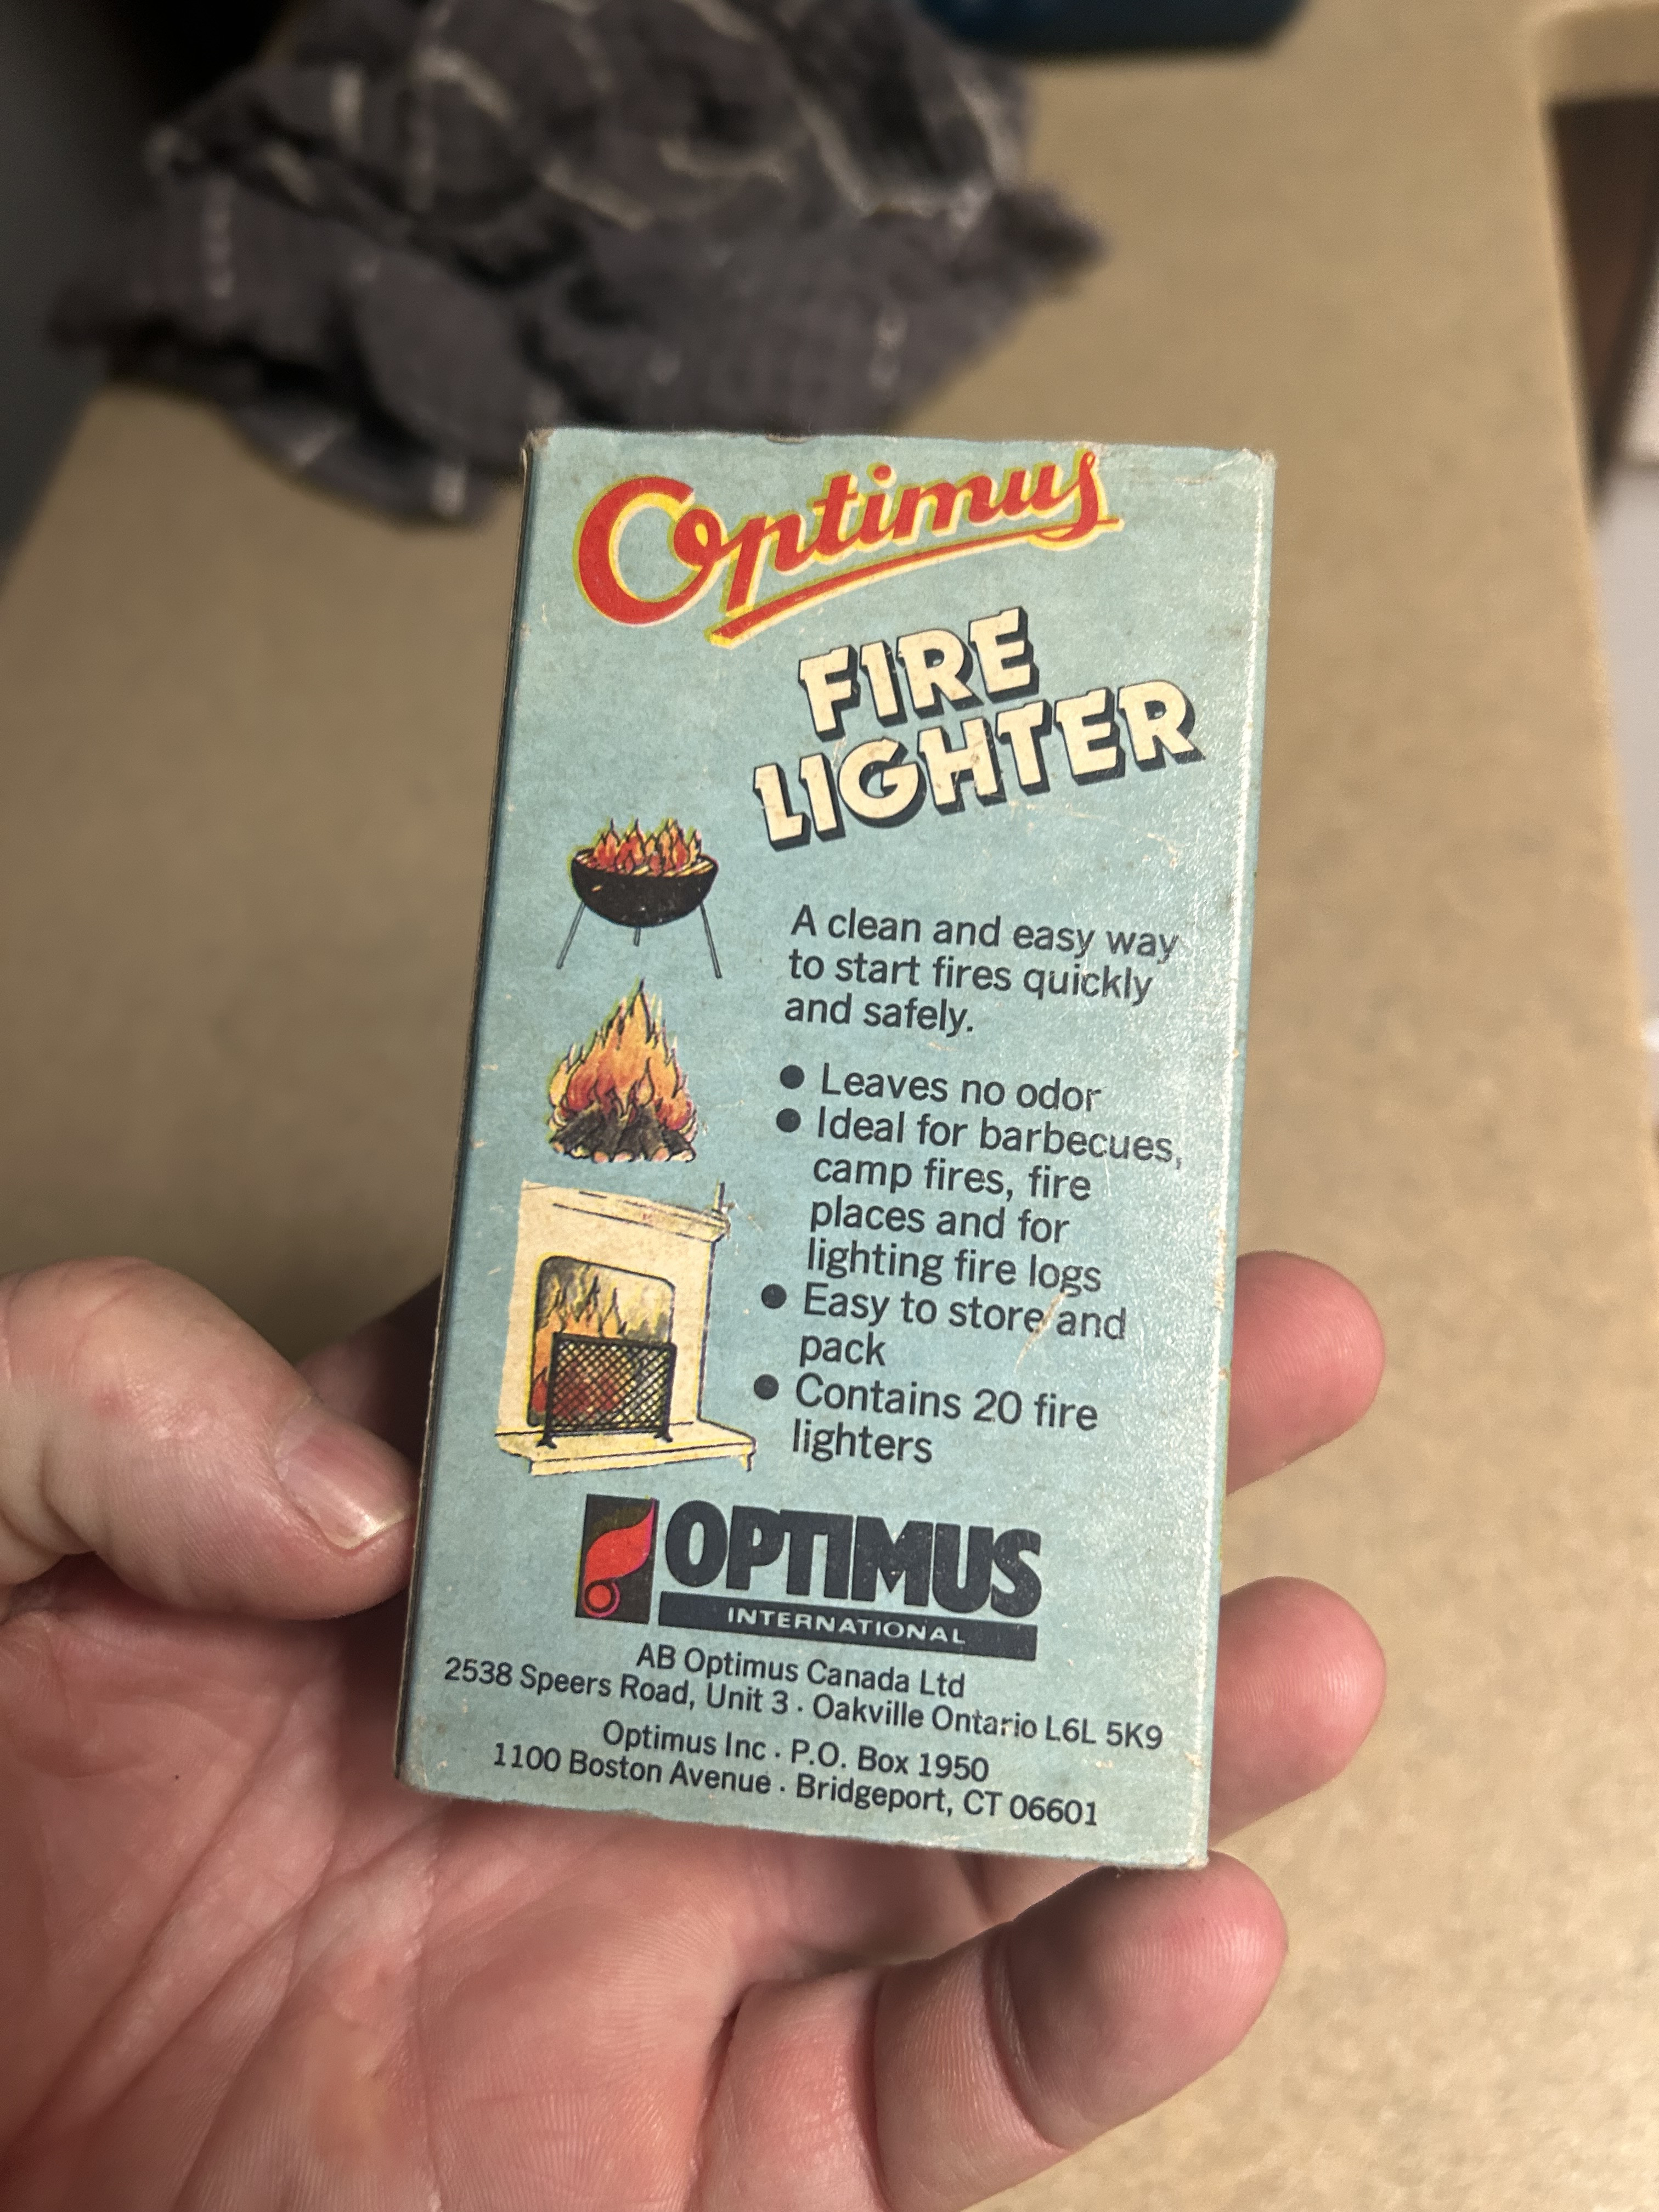 Optimus
FIRE
LIGHTER
A clean and easy way
to start fires quickly
and safely.
● Leaves no odor
● Ideal for barbecues,
camp fires, fire
places and for
lighting fire logs
● Easy to store and
pack
● Contains 20 fire
lighters
OPTIMUS
INTERNATIONAL
AB Optimus Canada Ltd
2538 Speers Road, Unit 3 · Oakville Ontario L6L 5K9
Optimus Inc · P.O. Box 1950
1100 Boston Avenue · Bridgeport, CT 06601